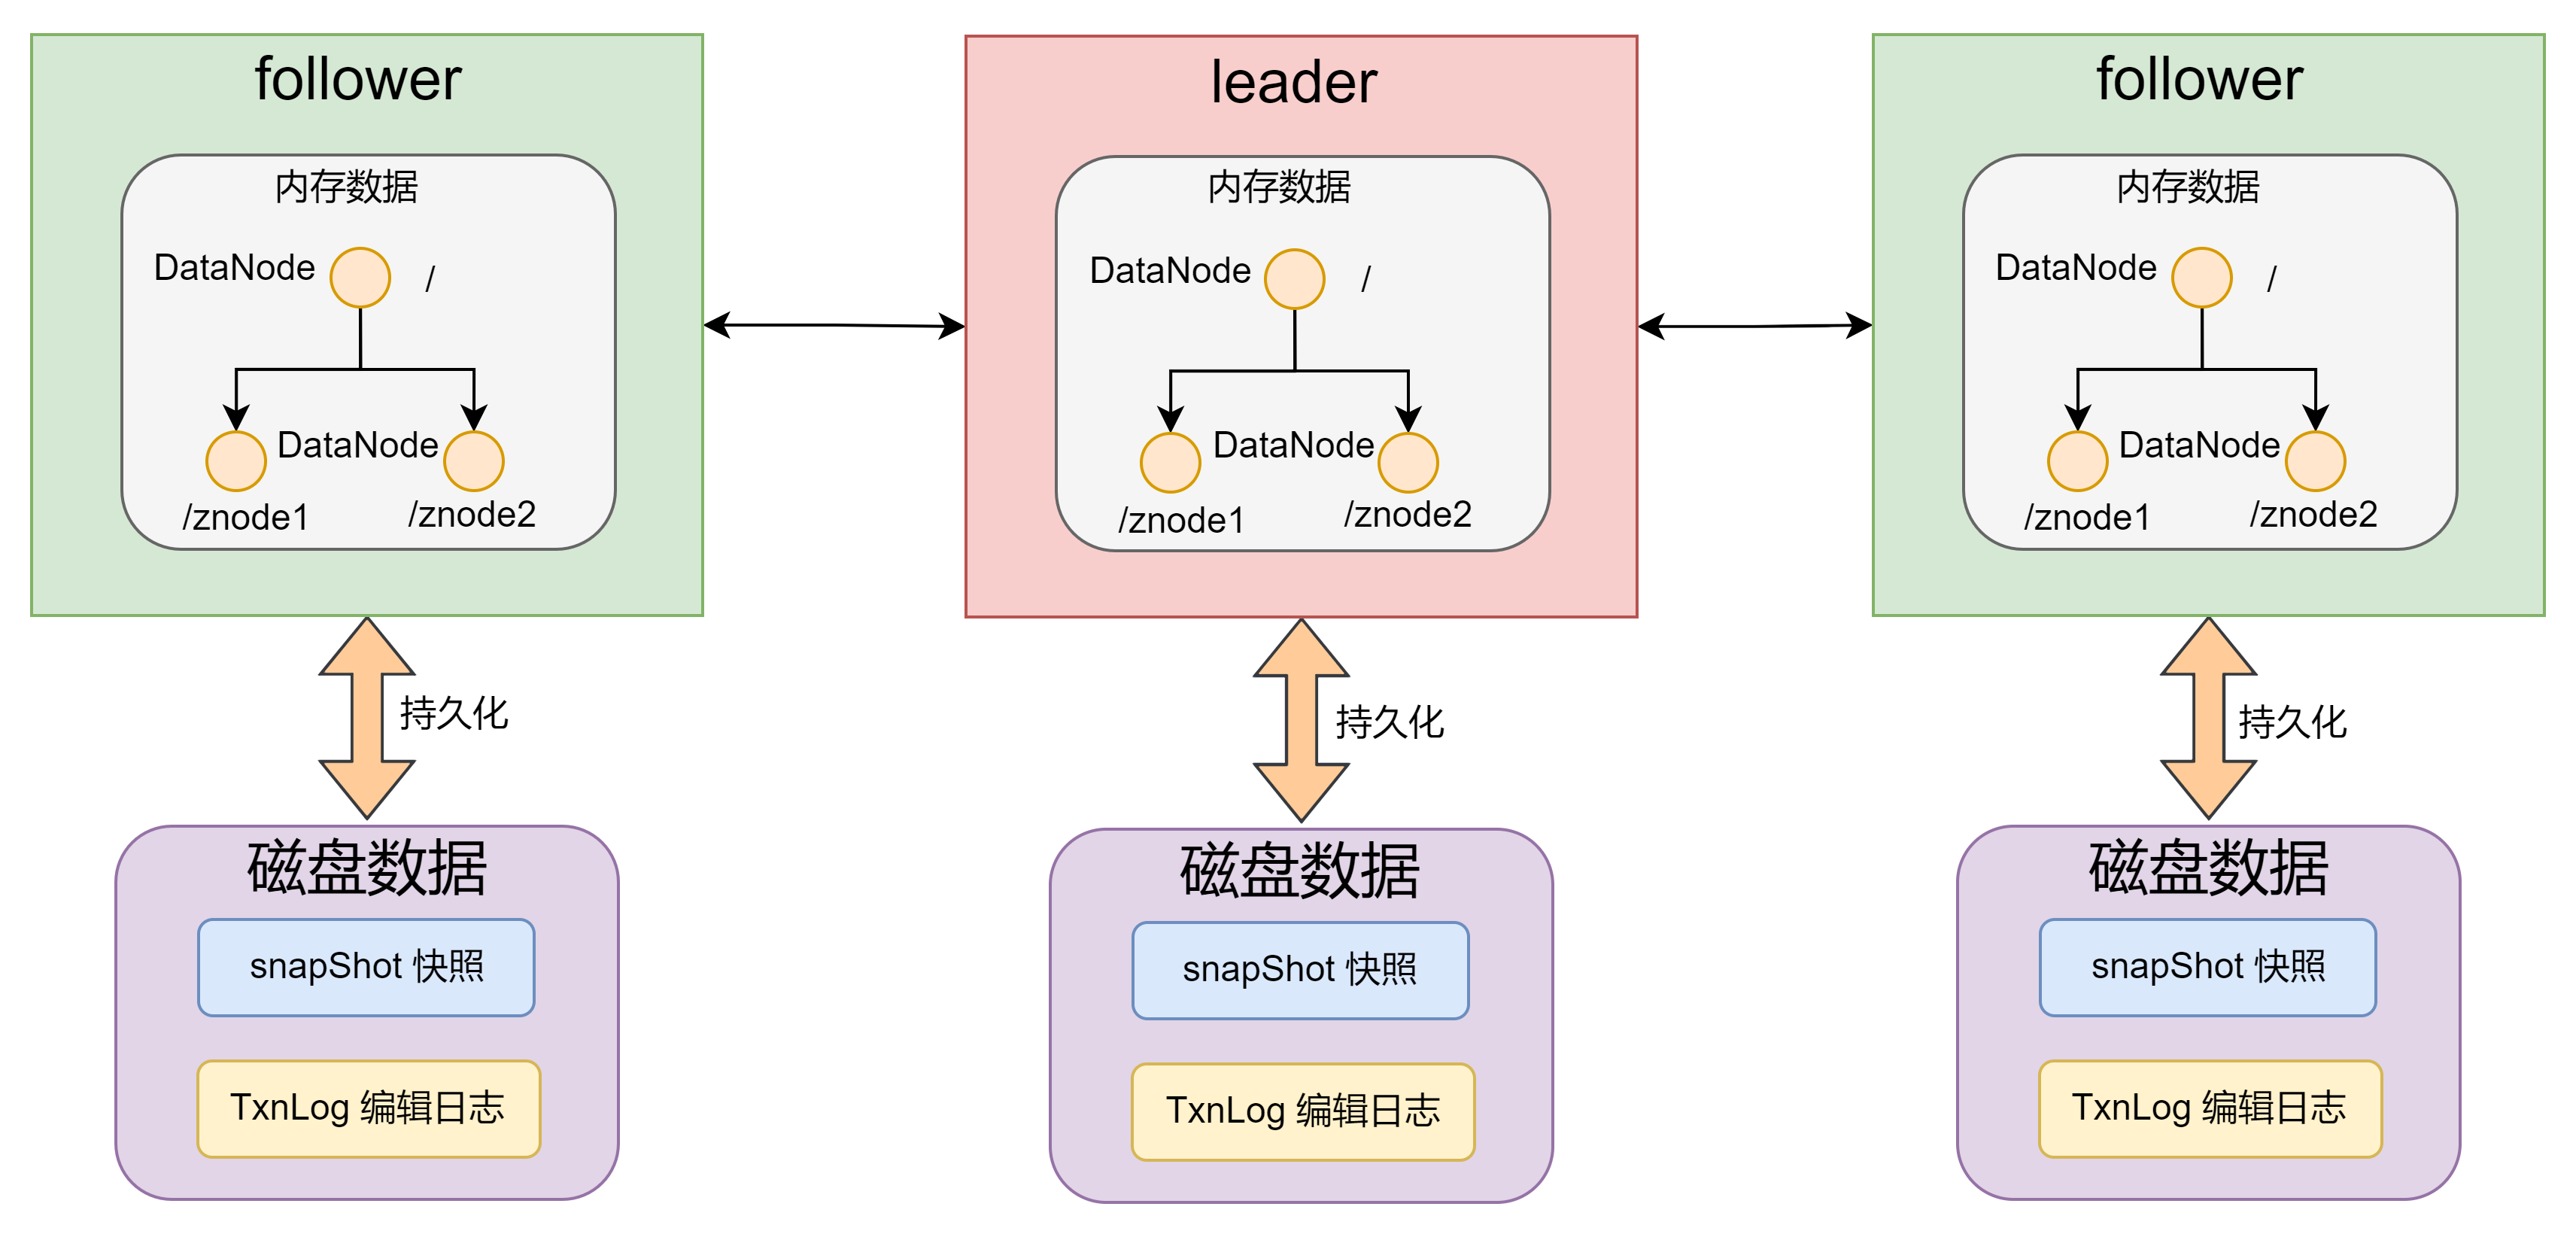 follower
内存数据
DataNode
/
DataNode
/znode1
/znode2
持久化
磁盘数据
snapShot 快照
TxnLog 编辑日志
leader
内存数据
DataNode
/
DataNode
/znode1
/znode2
持久化
磁盘数据
snapShot 快照
TxnLog 编辑日志
follower
内存数据
DataNode
/
DataNode
/znode1
/znode2
持久化
磁盘数据
snapShot 快照
TxnLog 编辑日志